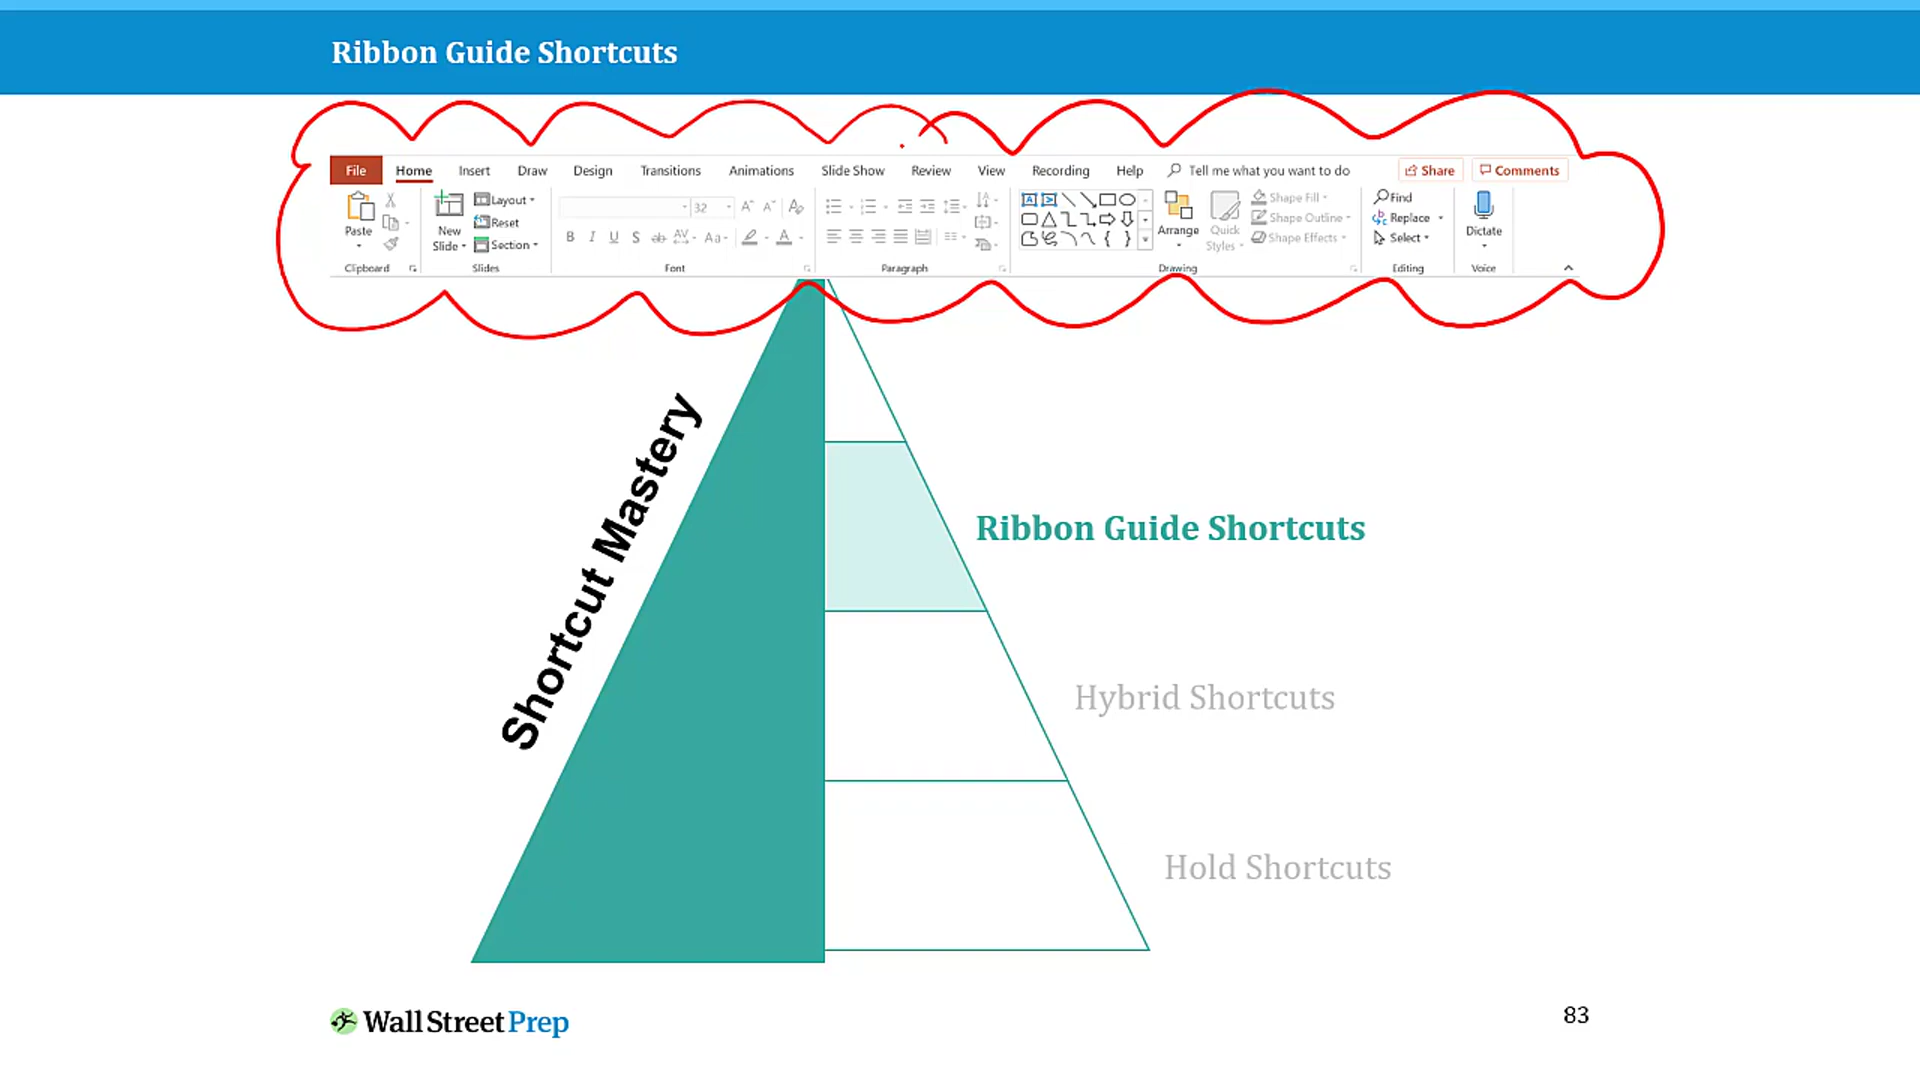 Ribbon Guide Shortcuts
File Home Insert Draw Design Transitions Animations Slide Show Review View Recording Help Tell me what you want to do Share Comments
Paste
New Slide
Layout
Reset
Section
32
B I U S ab AV Aa A
Arrange
Quick Styles
Shape Fill
Shape Outline
Shape Effects
Find
Replace
Select
Dictate
Clipboard Slides Font Paragraph Drawing Editing Voice
Shortcut Mastery
Ribbon Guide Shortcuts
Hybrid Shortcuts
Hold Shortcuts
Wall Street Prep
83